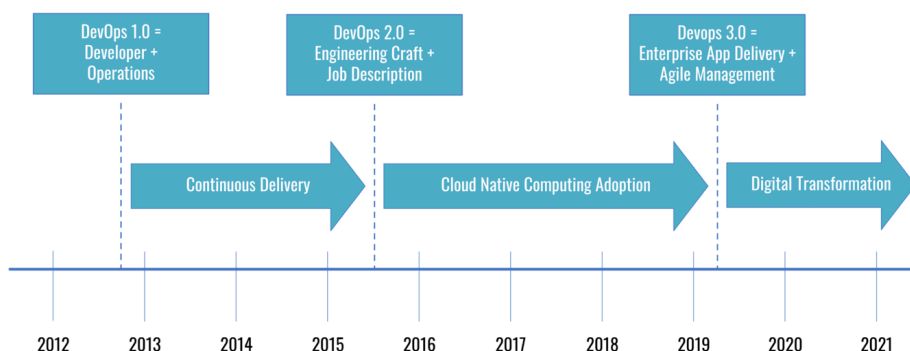 DevOps 1.0 =
Developer +
Operations
DevOps 2.0 =
Engineering Craft +
Job Description
Devops 3.0 =
Enterprise App Delivery +
Agile Management
Continuous Delivery
Cloud Native Computing Adoption
Digital Transformation
2012
2013
2014
2015
2016
2017
2018
2019
2020
2021